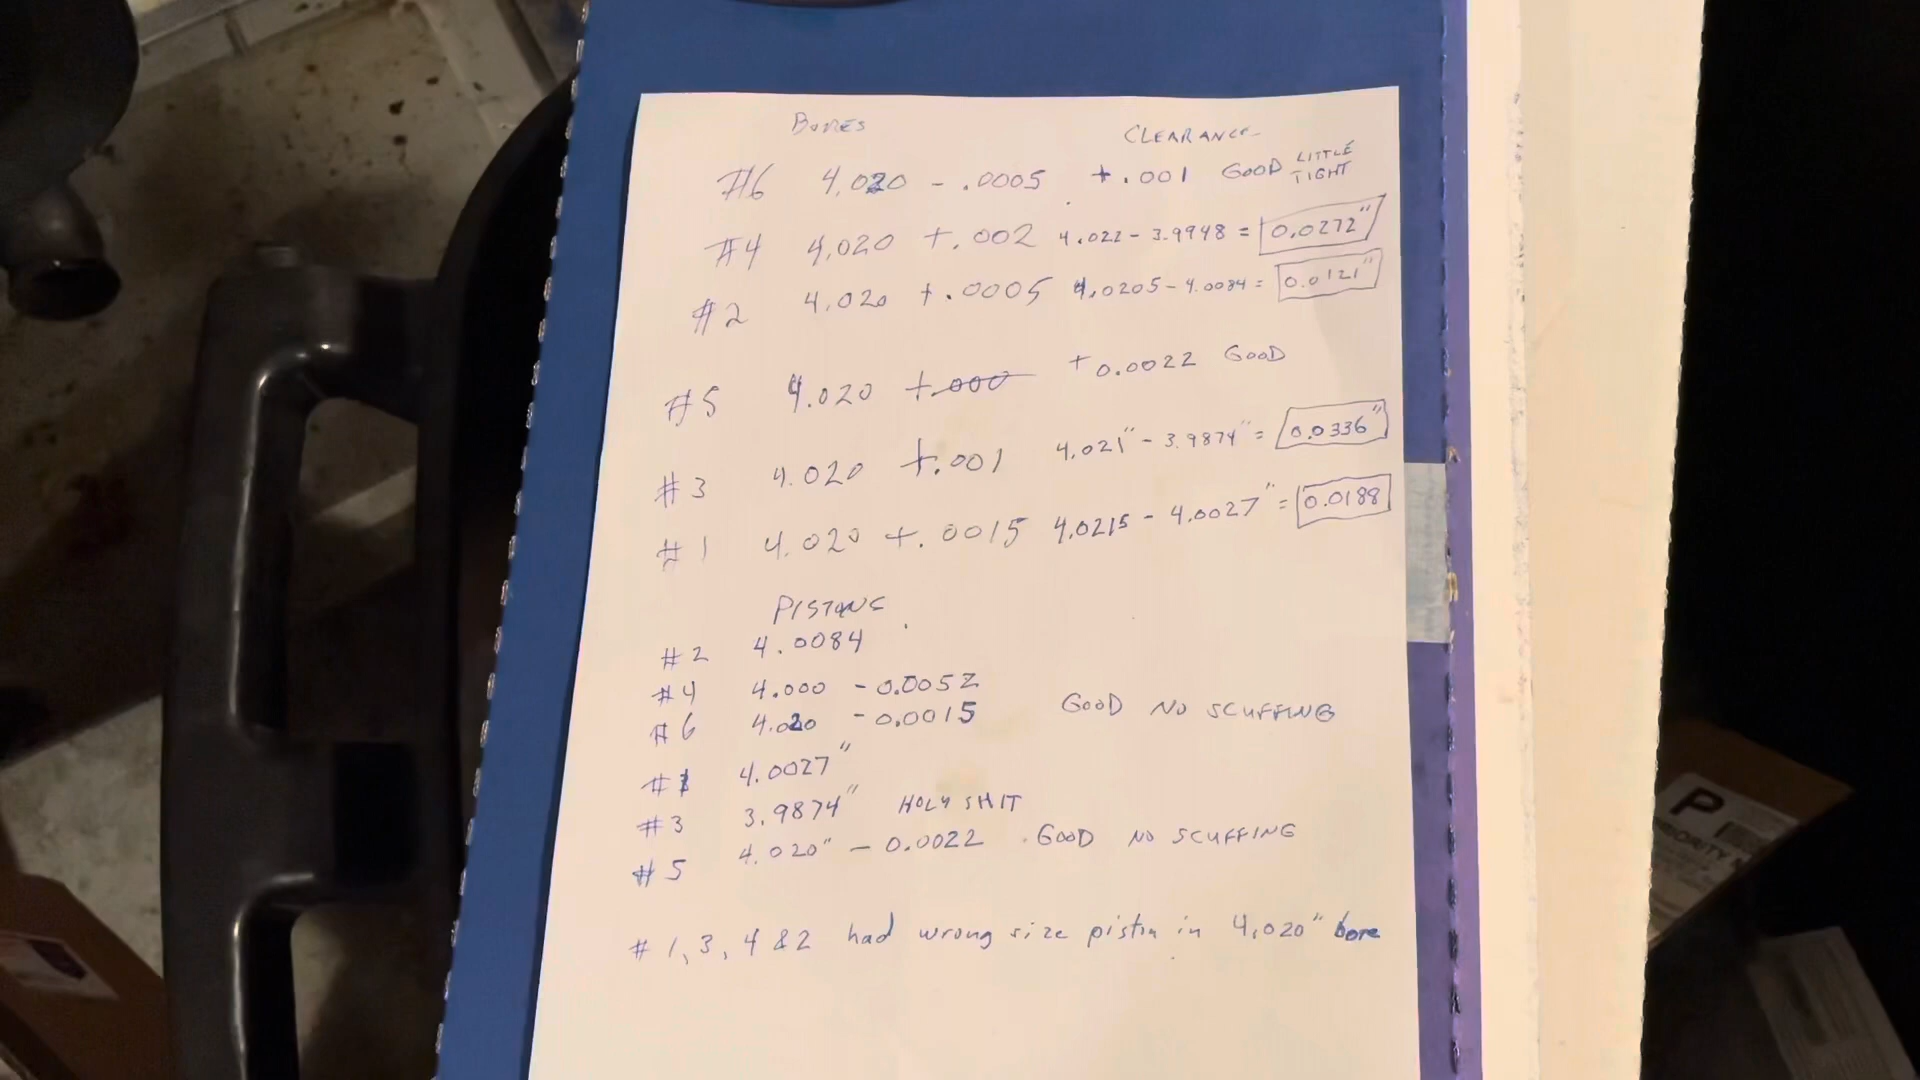 BORES CLEARANCE
#6 4.020 - .0005 +.001 GOOD LITTLE TIGHT
#4 4.020 +.002 4.022 - 3.9948 = 0.0272"
#2 4.020 +.0005 4.0205 - 4.0084 = 0.0121"
#5 4.020 +.000 +0.0022 GOOD
#3 4.020 +.001 4.021" - 3.9874" = 0.0336"
#1 4.020 +.0015 4.0215 - 4.0027" = 0.0188
PISTONS
#2 4.0084
#4 4.000 - 0.0052
#6 4.020 - 0.0015 GOOD NO SCUFFING
#1 4.0027"
#3 3.9874" HOLY SHIT
#5 4.020" - 0.0022 . GOOD NO SCUFFING
# 1, 3, 4 & 2 had wrong size piston in 4.020" bore
P